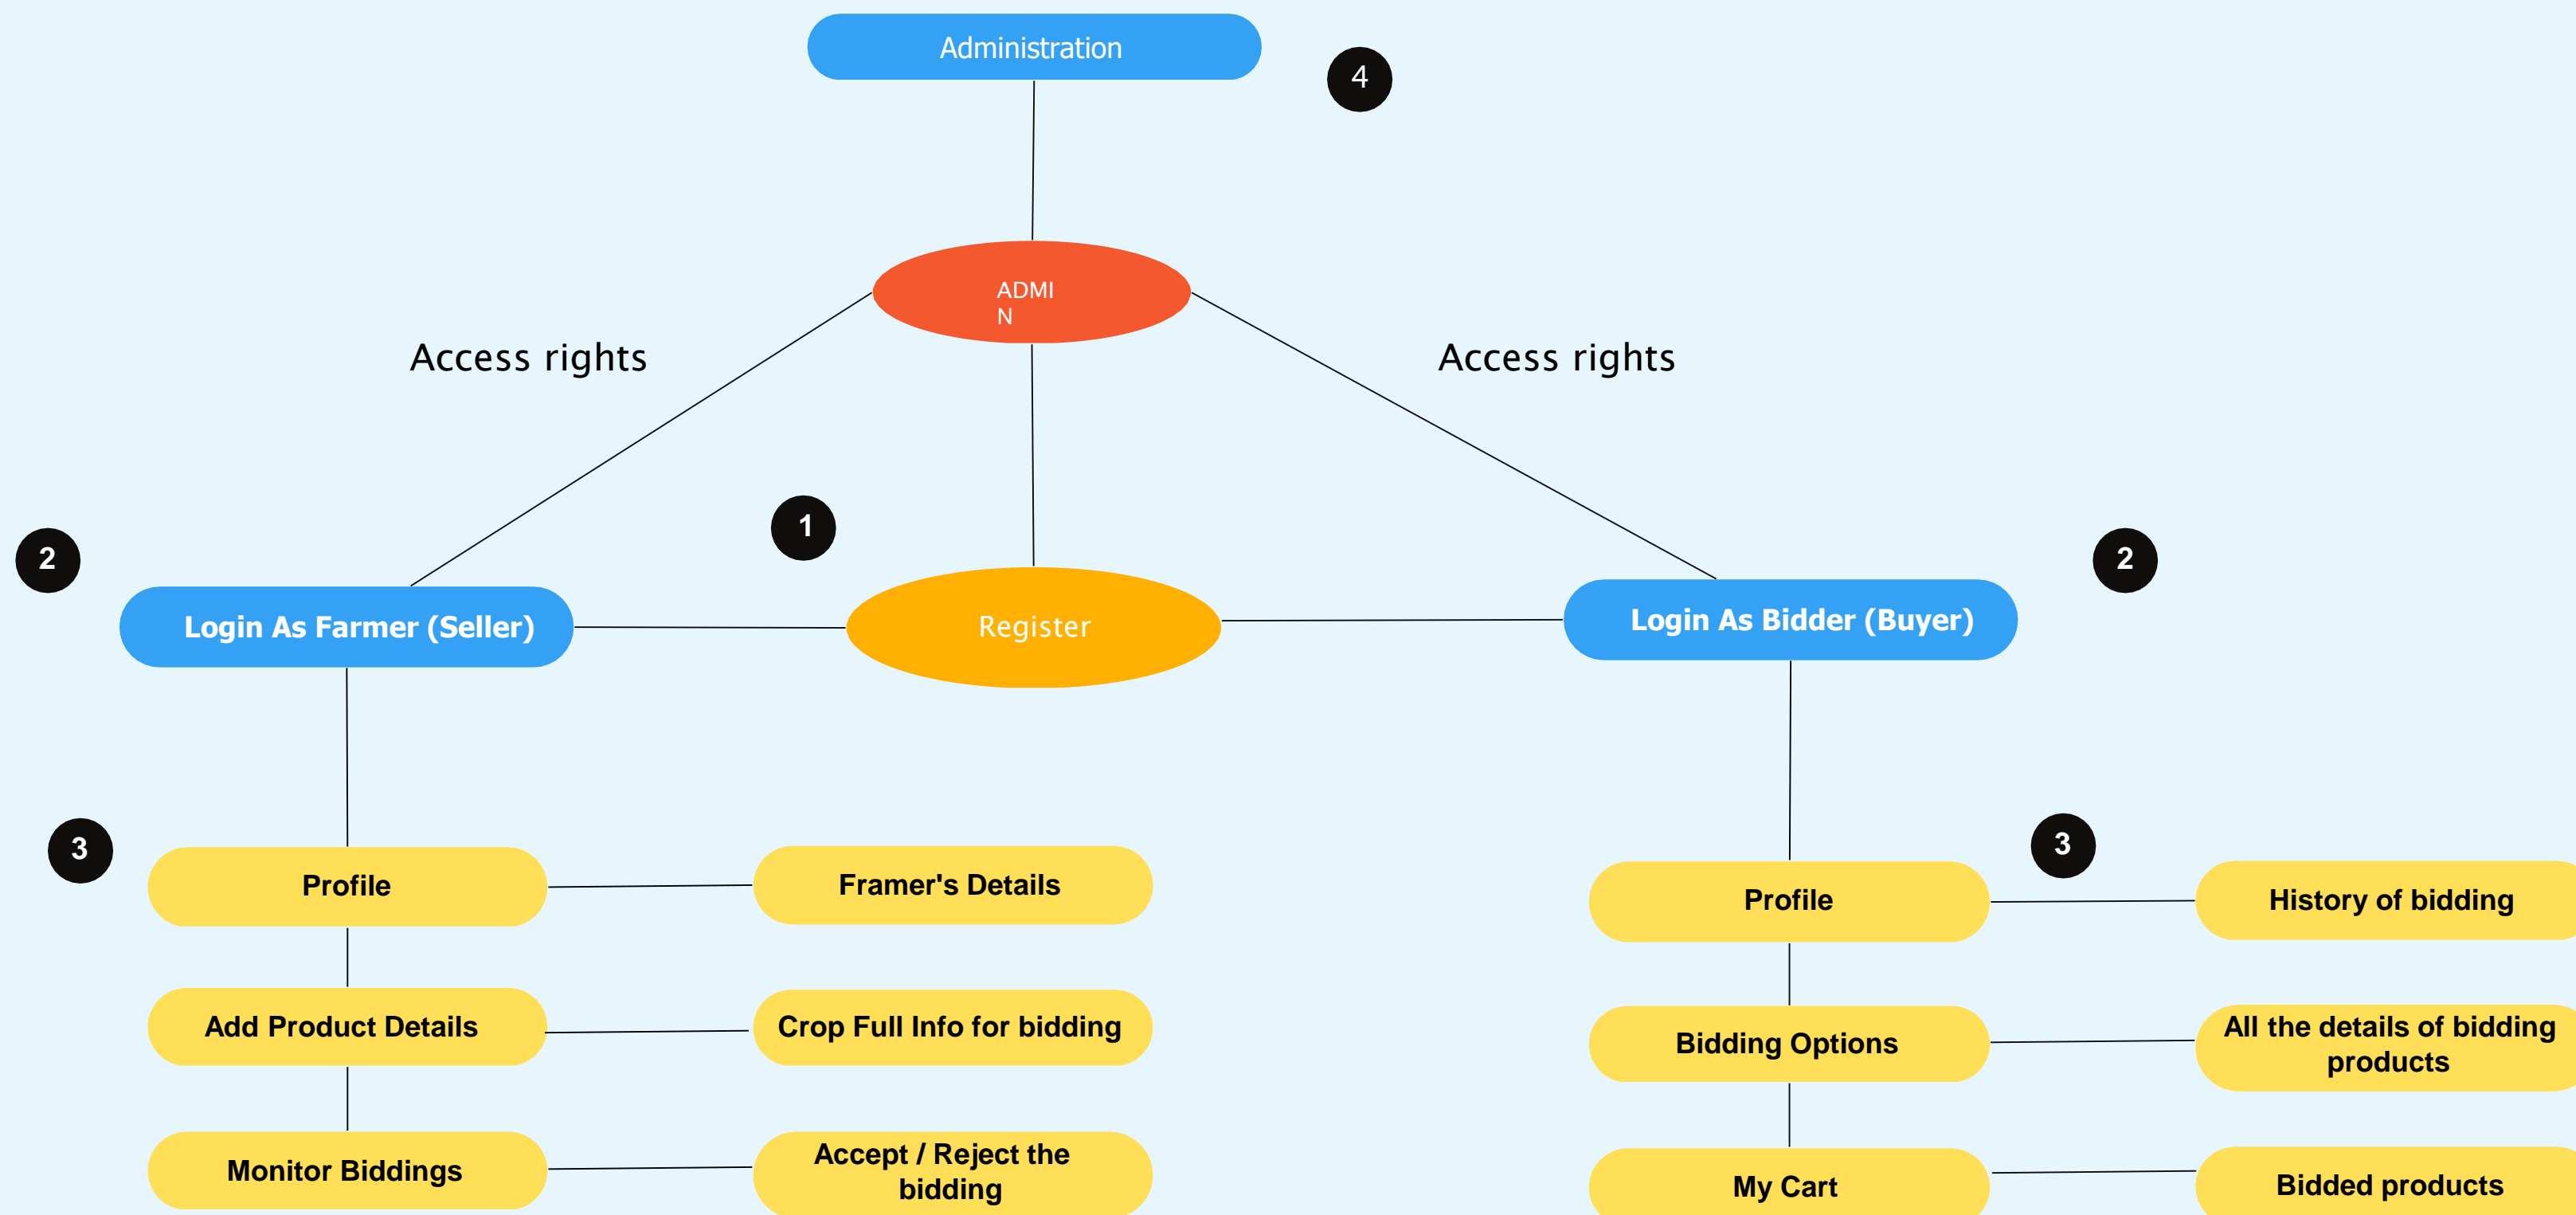 Administration
4
ADMI
N
Access rights
Access rights
1
2
2
Login As Farmer (Seller)
Register
Login As Bidder (Buyer)
3
3
Profile
Framer's Details
Profile
History of bidding
Add Product Details
Crop Full Info for bidding
Bidding Options
All the details of bidding
products
Monitor Biddings
Accept / Reject the
bidding
My Cart
Bidded products